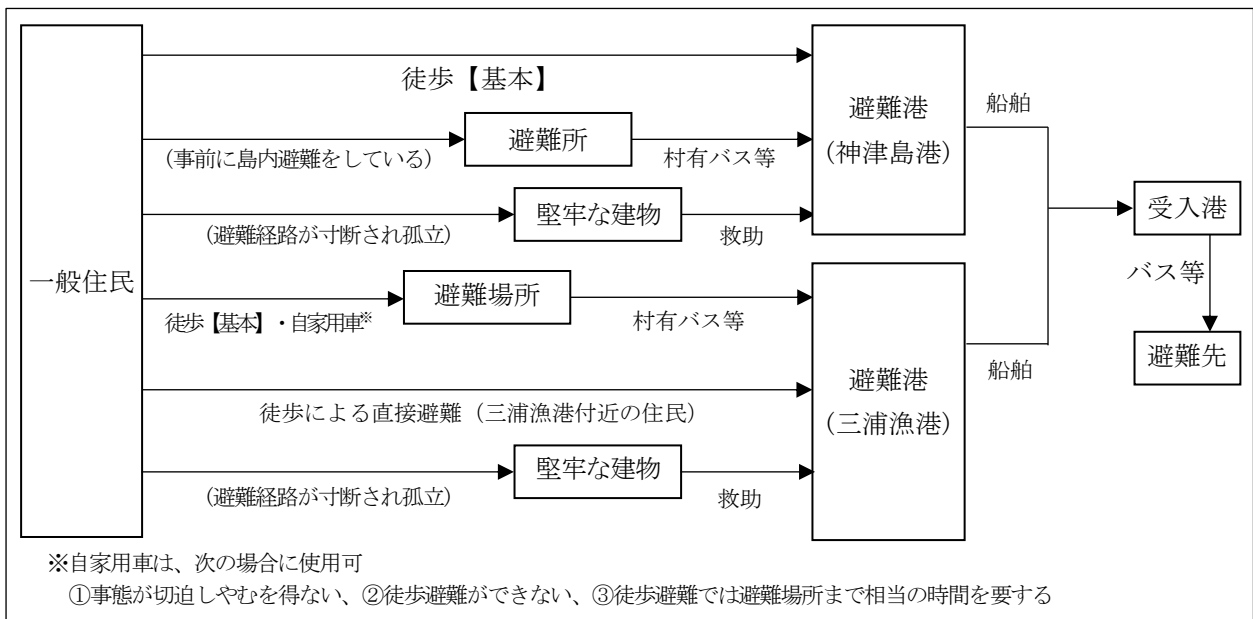 一般住民
徒歩【基本】
(事前に島内避難をしている)
避難所
村有バス等
(避難経路が寸断され孤立)
堅牢な建物
救助
避難港
(神津島港)
徒歩【基本】・自家用車※
避難場所
村有バス等
徒歩による直接避難(三浦漁港付近の住民)
(避難経路が寸断され孤立)
堅牢な建物
救助
避難港
(三浦漁港)
船舶
船舶
受入港
バス等
避難先
※自家用車は、次の場合に使用可
①事態が切迫しやむを得ない、②徒歩避難ができない、③徒歩避難では避難場所まで相当の時間を要する